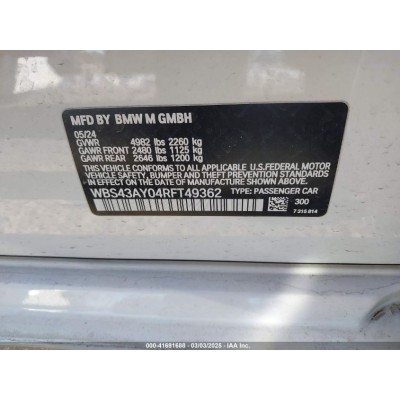 MFD BY BMW M GMBH
05/24
GVWR 4982 lbs 2260 kg
GAWR FRONT 2480 lbs 1125 kg
GAWR REAR 2646 lbs 1200 kg
THIS VEHICLE CONFORMS TO ALL APPLICABLE
U.S.FEDERAL MOTOR
VEHICLE SAFETY, BUMPER AND THEFT PREVENTION
STANDARDS IN EFFECT ON THE DATE OF
MANUFACTURE SHOWN ABOVE.
WBS43AY04RFT49362 TYPE: PASSENGER CAR
300
7 315 814
000-41691688 - 03/03/2025 - IAA Inc.